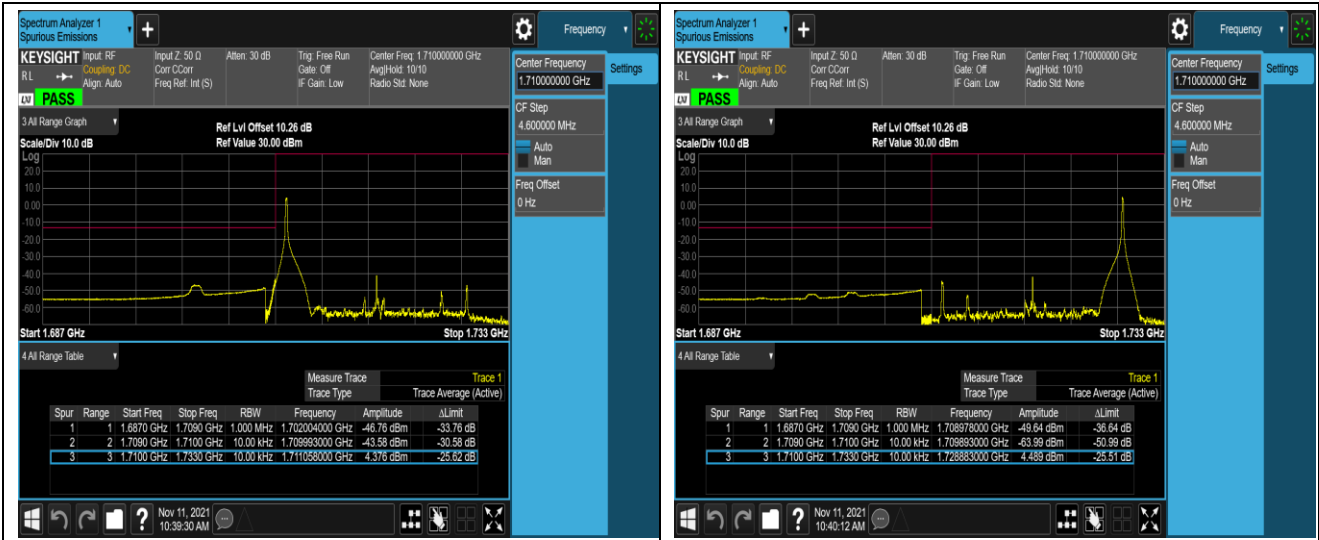 Spectrum Analyzer 1
Spurious Emissions
+
Frequency
KEYSIGHT Input: RF Input Z: 50 Ω Atten: 30 dB Trig: Free Run Center Freq: 1.710000000 GHz
RL Coupling: DC Corr CCorr Gate: Off Avg|Hold: 10/10
Align: Auto Freq Ref: Int (S) IF Gain: Low Radio Std: None
LXI PASS
Center Frequency
1.710000000 GHz
Settings
CF Step
4.600000 MHz
Auto
Man
Freq Offset
0 Hz
3 All Range Graph
Ref Lvl Offset 10.26 dB
Scale/Div 10.0 dB Ref Value 30.00 dBm
Log
20.0
10.0
0.00
-10.0
-20.0
-30.0
-40.0
-50.0
-60.0
Start 1.687 GHz Stop 1.733 GHz
4 All Range Table
Measure Trace Trace 1
Trace Type Trace Average (Active)
Spur Range Start Freq Stop Freq RBW Frequency Amplitude ΔLimit
1 1 1.6870 GHz 1.7090 GHz 1.000 MHz 1.702004000 GHz -46.76 dBm -33.76 dB
2 2 1.7090 GHz 1.7100 GHz 10.00 kHz 1.709993000 GHz -43.58 dBm -30.58 dB
3 3 1.7100 GHz 1.7330 GHz 10.00 kHz 1.711058000 GHz 4.376 dBm -25.62 dB
?
Nov 11, 2021
10:39:30 AM
Spectrum Analyzer 1
Spurious Emissions
+
Frequency
KEYSIGHT Input: RF Input Z: 50 Ω Atten: 30 dB Trig: Free Run Center Freq: 1.710000000 GHz
RL Coupling: DC Corr CCorr Gate: Off Avg|Hold: 10/10
Align: Auto Freq Ref: Int (S) IF Gain: Low Radio Std: None
LXI PASS
Center Frequency
1.710000000 GHz
Settings
CF Step
4.600000 MHz
Auto
Man
Freq Offset
0 Hz
3 All Range Graph
Ref Lvl Offset 10.26 dB
Scale/Div 10.0 dB Ref Value 30.00 dBm
Log
20.0
10.0
0.00
-10.0
-20.0
-30.0
-40.0
-50.0
-60.0
Start 1.687 GHz Stop 1.733 GHz
4 All Range Table
Measure Trace Trace 1
Trace Type Trace Average (Active)
Spur Range Start Freq Stop Freq RBW Frequency Amplitude ΔLimit
1 1 1.6870 GHz 1.7090 GHz 1.000 MHz 1.708978000 GHz -49.64 dBm -36.64 dB
2 2 1.7090 GHz 1.7100 GHz 10.00 kHz 1.709893000 GHz -63.99 dBm -50.99 dB
3 3 1.7100 GHz 1.7330 GHz 10.00 kHz 1.728883000 GHz 4.489 dBm -25.51 dB
?
Nov 11, 2021
10:40:12 AM